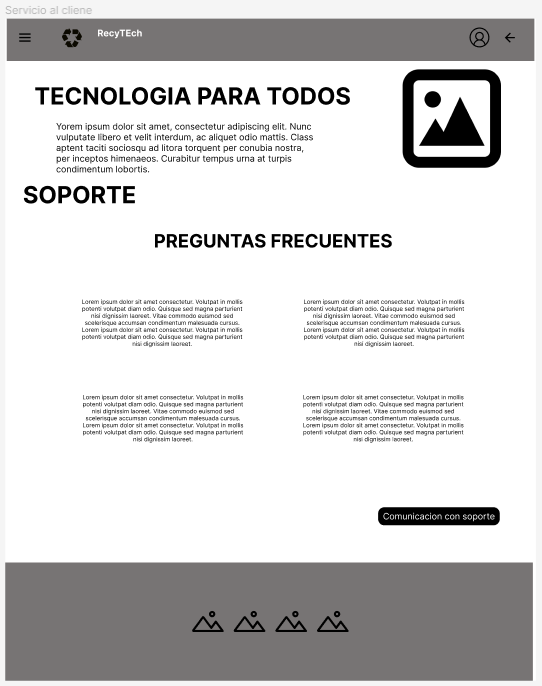 Servicio al cliene
RecyTEch
TECNOLOGIA PARA TODOS
Yorem ipsum dolor sit amet, consectetur adipiscing elit. Nunc
vulputate libero et velit interdum, ac aliquet odio mattis. Class
aptent taciti sociosqu ad litora torquent per conubia nostra,
per inceptos himenaeos. Curabitur tempus urna at turpis
condimentum lobortis.
SOPORTE
PREGUNTAS FRECUENTES
Lorem ipsum dolor sit amet consectetur. Volutpat in mollis
potenti volutpat diam odio. Quisque sed magna parturient
nisi dignissim laoreet. Vitae commodo euismod sed
scelerisque accumsan condimentum malesuada cursus.
Lorem ipsum dolor sit amet consectetur. Volutpat in mollis
potenti volutpat diam odio. Quisque sed magna parturient
nisi dignissim laoreet.
Lorem ipsum dolor sit amet consectetur. Volutpat in mollis
potenti volutpat diam odio. Quisque sed magna parturient
nisi dignissim laoreet. Vitae commodo euismod sed
scelerisque accumsan condimentum malesuada cursus.
Lorem ipsum dolor sit amet consectetur. Volutpat in mollis
potenti volutpat diam odio. Quisque sed magna parturient
nisi dignissim laoreet.
Lorem ipsum dolor sit amet consectetur. Volutpat in mollis
potenti volutpat diam odio. Quisque sed magna parturient
nisi dignissim laoreet. Vitae commodo euismod sed
scelerisque accumsan condimentum malesuada cursus.
Lorem ipsum dolor sit amet consectetur. Volutpat in mollis
potenti volutpat diam odio. Quisque sed magna parturient
nisi dignissim laoreet.
Lorem ipsum dolor sit amet consectetur. Volutpat in mollis
potenti volutpat diam odio. Quisque sed magna parturient
nisi dignissim laoreet. Vitae commodo euismod sed
scelerisque accumsan condimentum malesuada cursus.
Lorem ipsum dolor sit amet consectetur. Volutpat in mollis
potenti volutpat diam odio. Quisque sed magna parturient
nisi dignissim laoreet.
Comunicacion con soporte